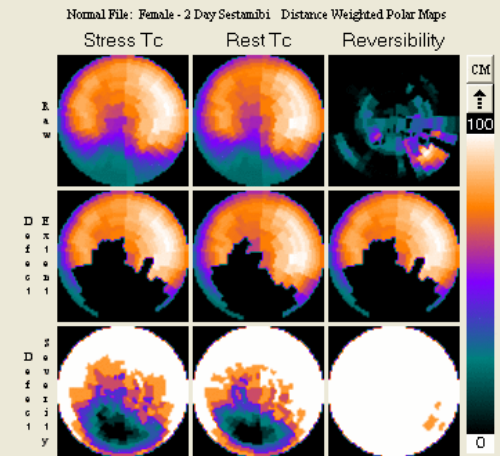 Normal File: Female - 2 Day Sestamibi Distance Weighted Polar Maps
Stress Tc Rest Tc Reversibility
CM
100
Raw
Defect Extent
Defect Severity
0